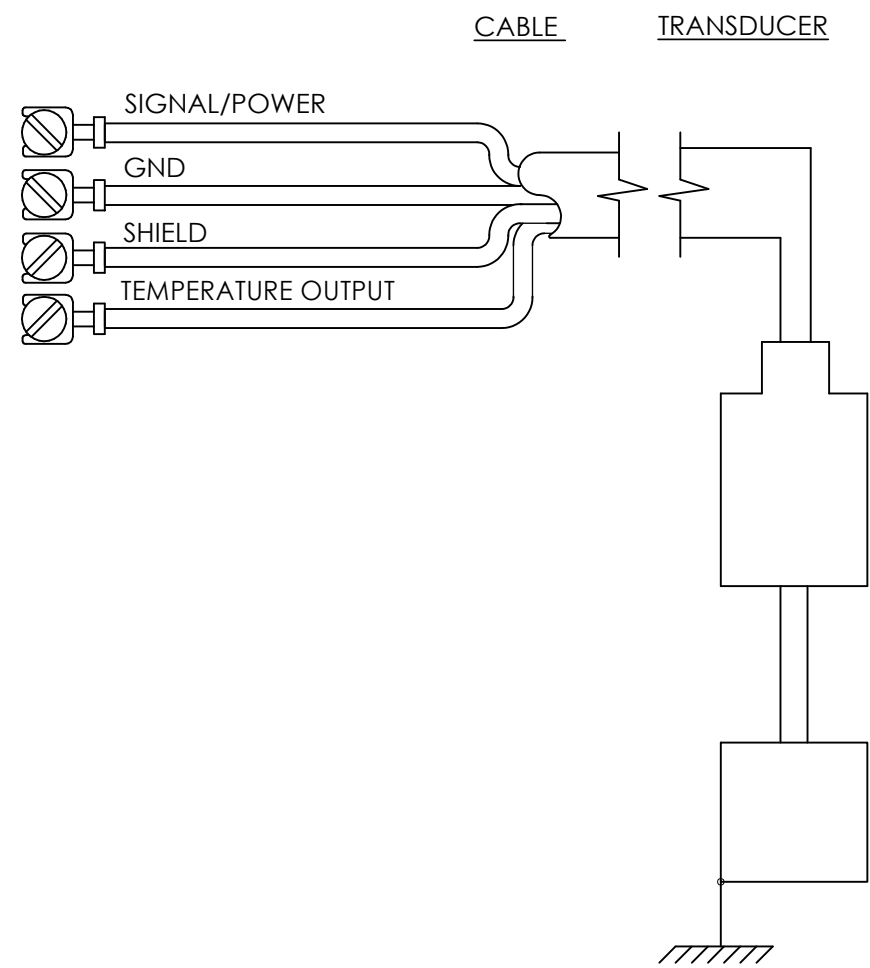 CABLE TRANSDUCER
SIGNAL/POWER
GND
SHIELD
TEMPERATURE OUTPUT